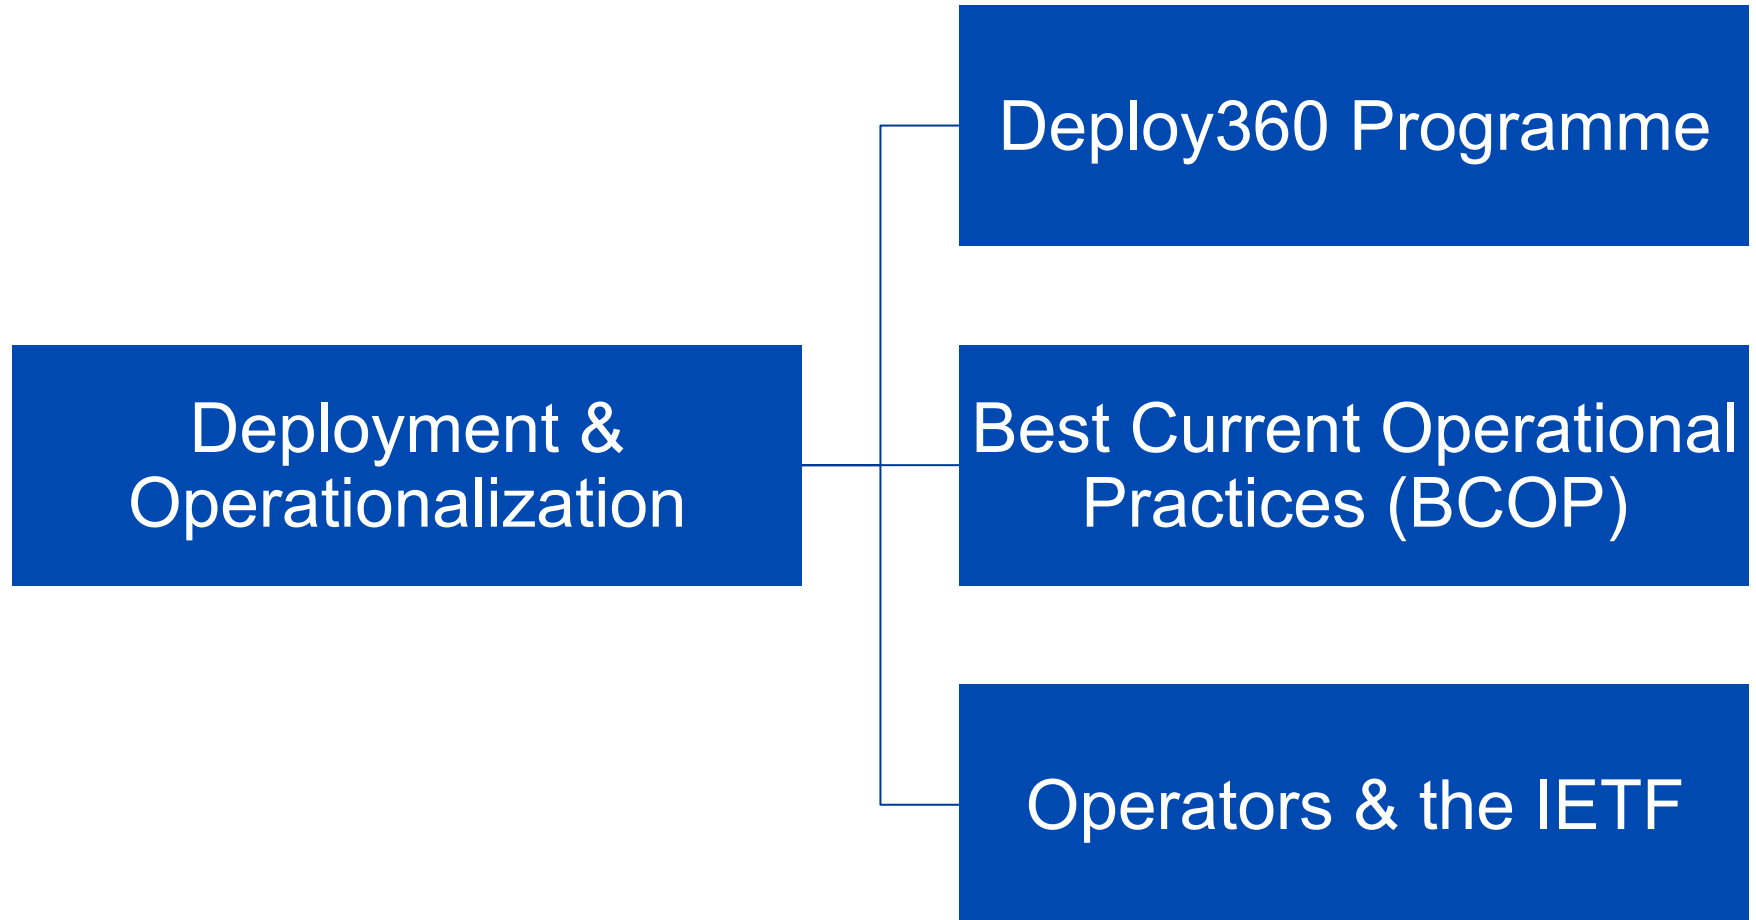 Deploy360 Programme
Deployment &
Operationalization
Best Current Operational
Practices (BCOP)
Operators & the IETF